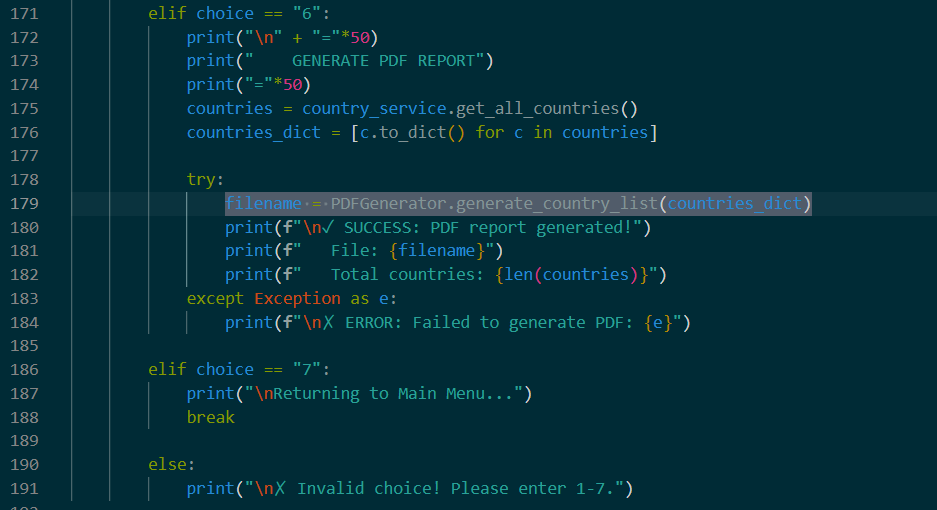 171 elif choice == "6":
172 print("\n" + "="*50)
173 print("    GENERATE PDF REPORT")
174 print("="*50)
175 countries = country_service.get_all_countries()
176 countries_dict = [c.to_dict() for c in countries]
177
178 try:
179 filename = PDFGenerator.generate_country_list(countries_dict)
180 print(f"\n✓ SUCCESS: PDF report generated!")
181 print(f"   File: {filename}")
182 print(f"   Total countries: {len(countries)}")
183 except Exception as e:
184 print(f"\n✗ ERROR: Failed to generate PDF: {e}")
185
186 elif choice == "7":
187 print("\nReturning to Main Menu...")
188 break
189
190 else:
191 print("\n✗ Invalid choice! Please enter 1-7.")